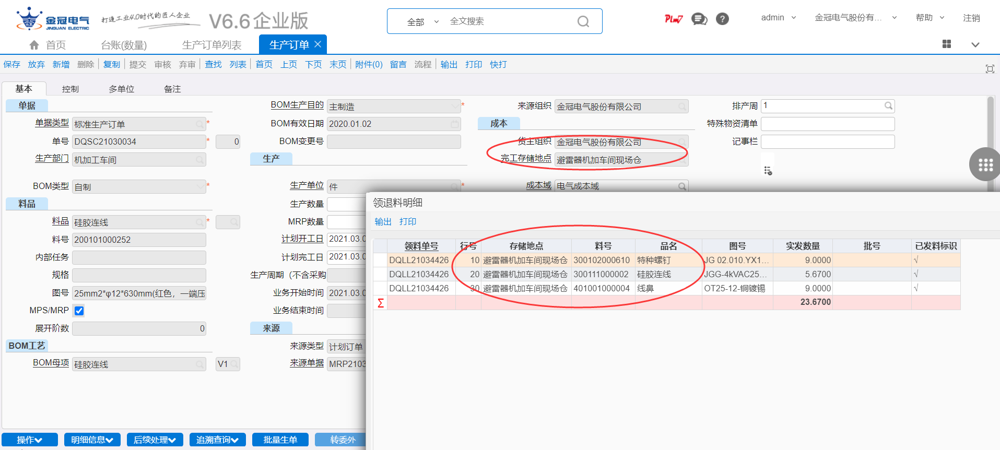 金冠电气
JINGUAN ELECTRIC
打造工业4.0时代的匠人企业
V6.6企业版
全部 全文搜索
Plm7
admin 金冠电气股份有... 帮助 注销
首页 台账(数量) 生产订单列表 生产订单
保存 放弃 新增 删除 复制 提交 审核 弃审 查找 列表 首页 上页 下页 末页 附件(0) 留言 流程 输出 打印 快打
基本 控制 多单位 备注
单据
单据类型 标准生产订单 *
单号 DQSC21030034 * 0
生产部门 机加工车间
BOM类型 自制 *
料品
料品 硅胶连线 *
料号 200101000252
内部任务
规格
图号 25mm2*φ12*630mm(红色，一端压
MPS/MRP
展开阶数 0
BOM工艺
BOM母项 硅胶连线 V1
BOM生产目的 主制造 *
BOM有效日期 2020.01.02
BOM变更号
生产
生产单位 件 *
生产数量
MRP数量
计划开工日 2021.03.0
计划完工日 2021.03.0
生产周期（不含采购
业务开始时间 2021.03.0
业务结束时间
来源
来源类型 计划订单
来源单据 MRP2103
来源组织 金冠电气股份有限公司
成本
货主组织 金冠电气股份有限公司
完工存储地点 避雷器机加车间现场仓
成本域 电气成本域
排产周 1
特殊物资清单
记事栏
领退料明细
输出 打印
领料单号 行号 存储地点 料号 品名 图号 实发数量 批号 已发料标识
DQLL21034426 10 避雷器机加车间现场仓 300102000610 特种螺钉 JG 02.010.YX1... 9.0000 √
DQLL21034426 20 避雷器机加车间现场仓 300111000002 硅胶连线 JGG-4kVAC25... 5.6700 √
DQLL21034426 30 避雷器机加车间现场仓 401001000004 线鼻 OT25-12-铜镀锡 9.0000 √
Σ 23.6700
操作 明细信息 后续处理 追溯查询 批量生单 转委外